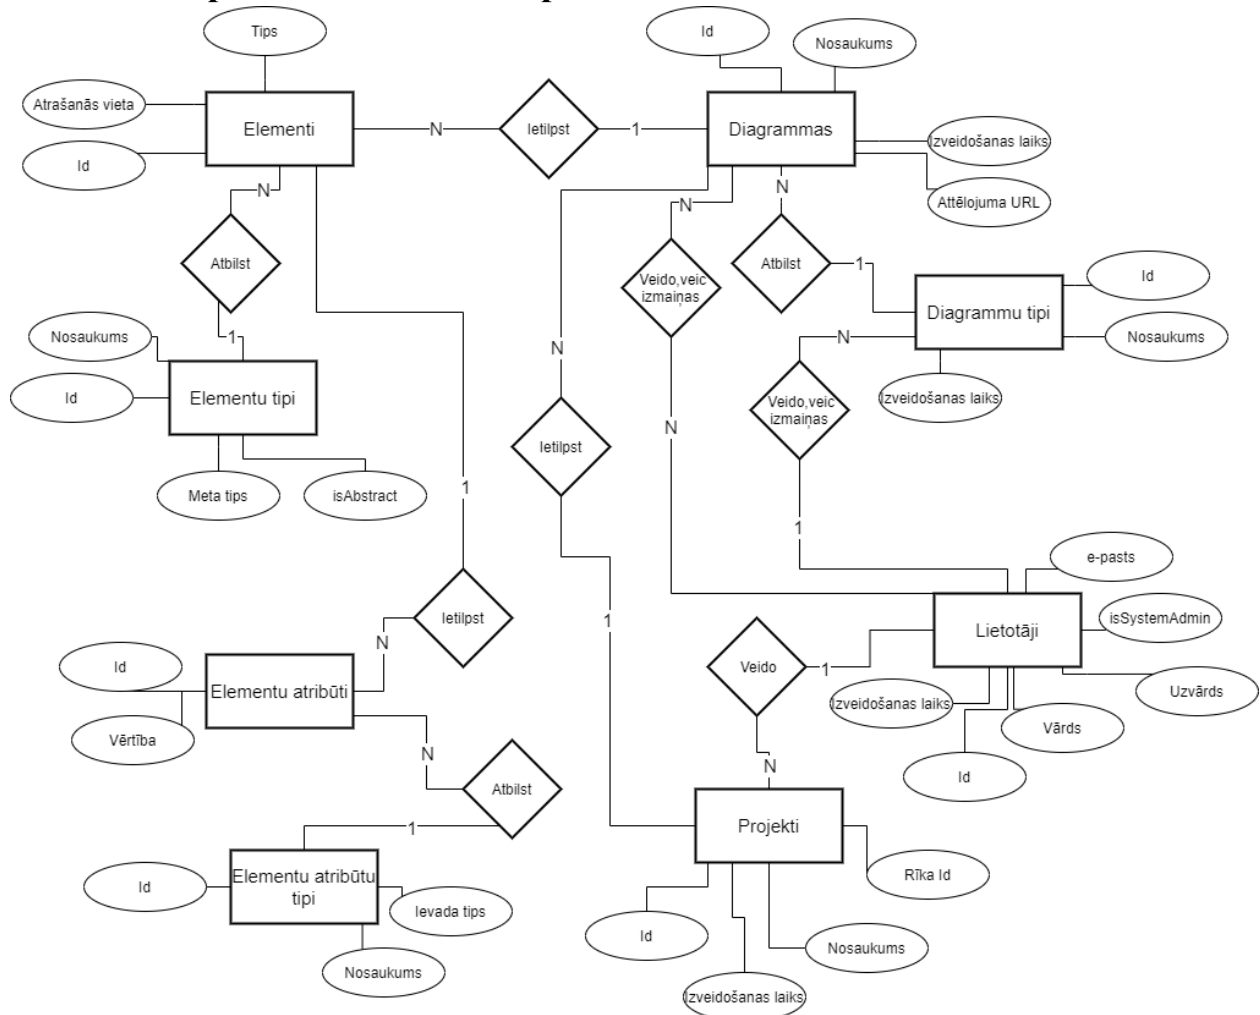 Tips
Id
Nosaukums
Atrašanās vieta
Elementi
N
Ietilpst
1
Diagrammas
Izveidošanas laiks
Id
Attēlojuma URL
N
N
N
Atbilst
Veido,veic
izmaiņas
Atbilst
1
Diagrammu tipi
Id
Nosaukums
1
N
N
Nosaukums
Id
Elementu tipi
Veido,veic
izmaiņas
Izveidošanas laiks
N
Ietilpst
Meta tips
isAbstract
1
1
e-pasts
Ietilpst
1
Lietotāji
isSystemAdmin
N
Veido
1
Id
Elementu atribūti
Izveidošanas laiks
Uzvārds
Vārds
Vērtība
N
N
Id
Atbilst
1
Projekti
Rīka Id
Id
Elementu atribūtu
tipi
Ievada tips
Nosaukums
Id
Nosaukums
Izveidošanas laiks